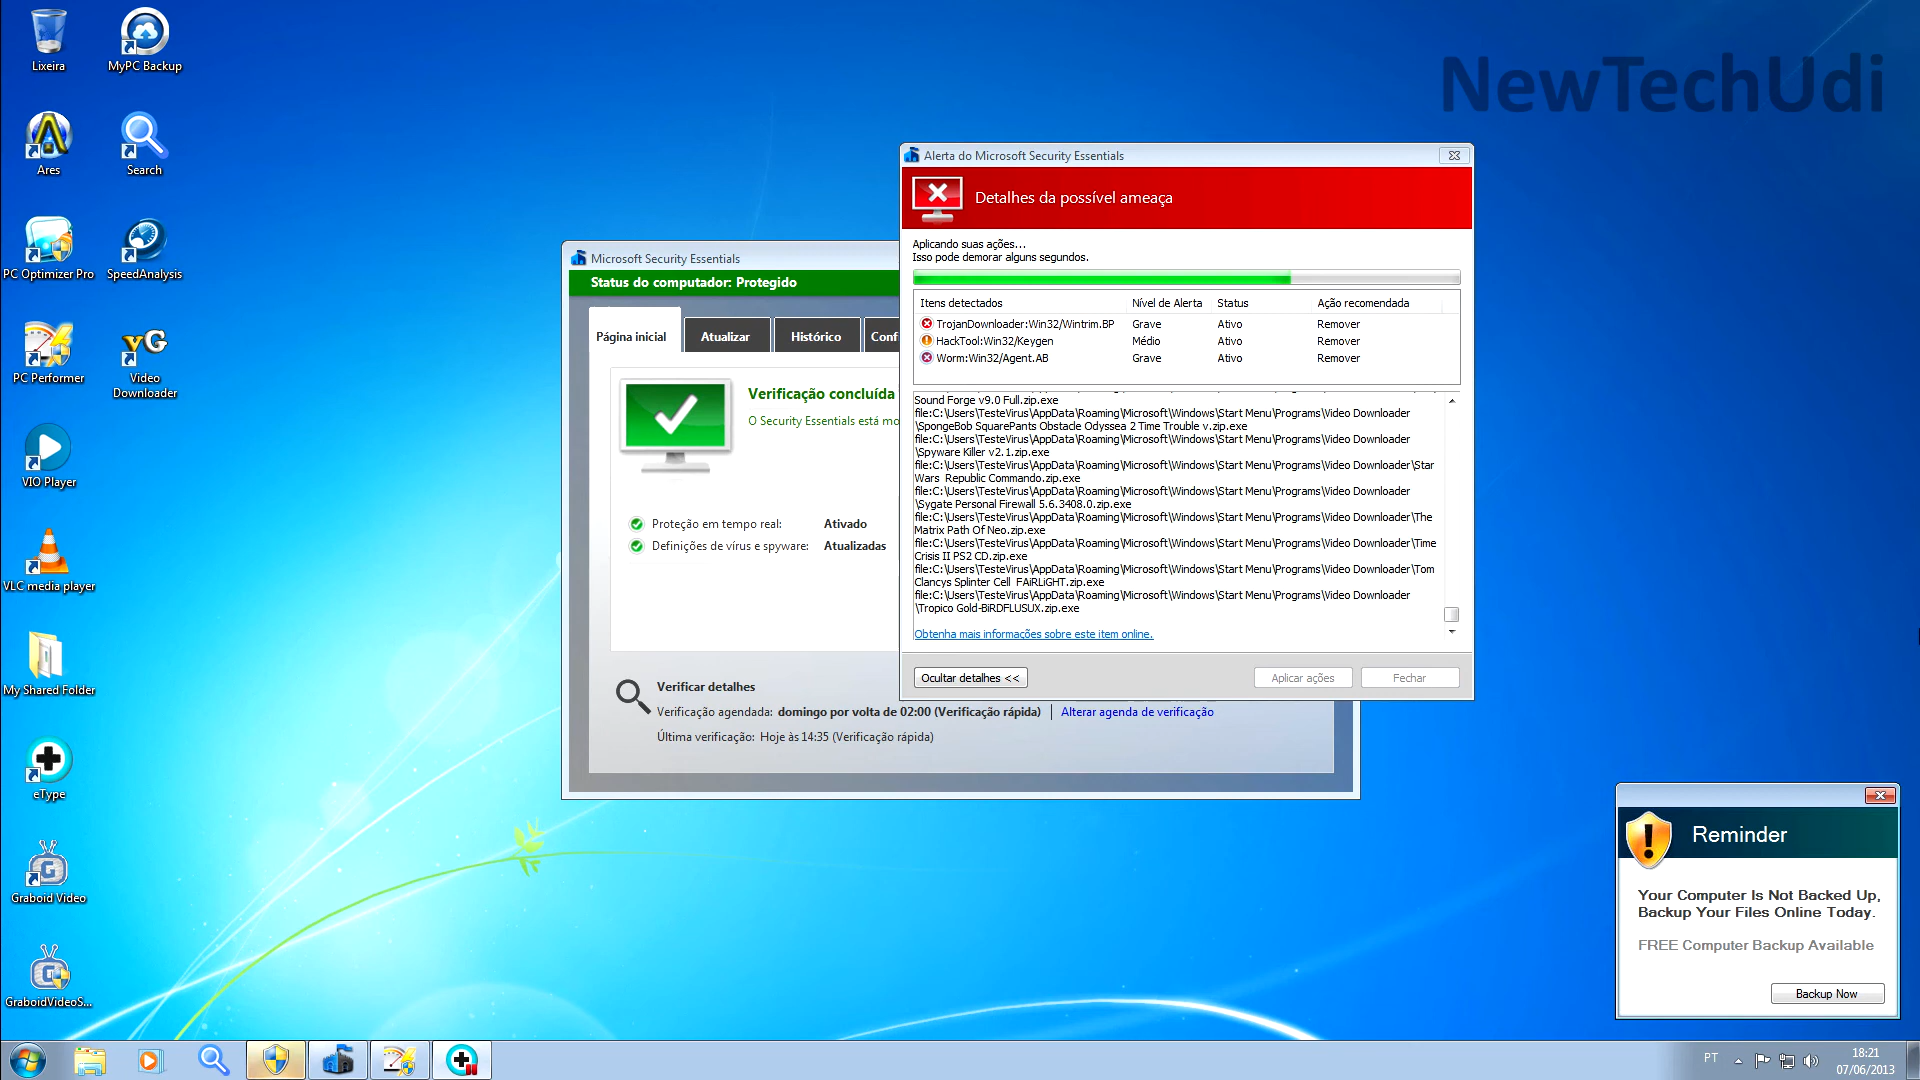 Lixeira
MyPC Backup
Ares
Search
PC Optimizer Pro
SpeedAnalysis
PC Performer
Video
Downloader
VIO Player
VLC media player
My Shared Folder
eType
Graboid Video
GraboidVideoS...
NewTechUdi
Microsoft Security Essentials
Status do computador: Protegido
Página inicial
Atualizar
Histórico
Conf
Verificação concluída
O Security Essentials está mo
Proteção em tempo real: Ativado
Definições de vírus e spyware: Atualizadas
Verificar detalhes
Verificação agendada: domingo por volta de 02:00 (Verificação rápida) | Alterar agenda de verificação
Última verificação: Hoje às 14:35 (Verificação rápida)
Alerta do Microsoft Security Essentials
Detalhes da possível ameaça
Aplicando suas ações...
Isso pode demorar alguns segundos.
Itens detectados Nível de Alerta Status Ação recomendada
TrojanDownloader:Win32/Wintrim.BP Grave Ativo Remover
HackTool:Win32/Keygen Médio Ativo Remover
Worm:Win32/Agent.AB Grave Ativo Remover
Sound Forge v9.0 Full.zip.exe
file:C:\Users\TesteVirus\AppData\Roaming\Microsoft\Windows\Start Menu\Programs\Video Downloader
\SpongeBob SquarePants Obstacle Odyssea 2 Time Trouble v.zip.exe
file:C:\Users\TesteVirus\AppData\Roaming\Microsoft\Windows\Start Menu\Programs\Video Downloader
\Spyware Killer v2.1.zip.exe
file:C:\Users\TesteVirus\AppData\Roaming\Microsoft\Windows\Start Menu\Programs\Video Downloader\Star
Wars  Republic Commando.zip.exe
file:C:\Users\TesteVirus\AppData\Roaming\Microsoft\Windows\Start Menu\Programs\Video Downloader
\Sygate Personal Firewall 5.6.3408.0.zip.exe
file:C:\Users\TesteVirus\AppData\Roaming\Microsoft\Windows\Start Menu\Programs\Video Downloader\The
Matrix Path Of Neo.zip.exe
file:C:\Users\TesteVirus\AppData\Roaming\Microsoft\Windows\Start Menu\Programs\Video Downloader\Time
Crisis II PS2 CD.zip.exe
file:C:\Users\TesteVirus\AppData\Roaming\Microsoft\Windows\Start Menu\Programs\Video Downloader\Tom
Clancys Splinter Cell  FAiRLiGHT.zip.exe
file:C:\Users\TesteVirus\AppData\Roaming\Microsoft\Windows\Start Menu\Programs\Video Downloader
\Tropico Gold-BiRDFLUSUX.zip.exe
Obtenha mais informações sobre este item online.
Ocultar detalhes <<
Aplicar ações
Fechar
Reminder
Your Computer Is Not Backed Up,
Backup Your Files Online Today.
FREE Computer Backup Available
Backup Now
PT
18:21
07/06/2013